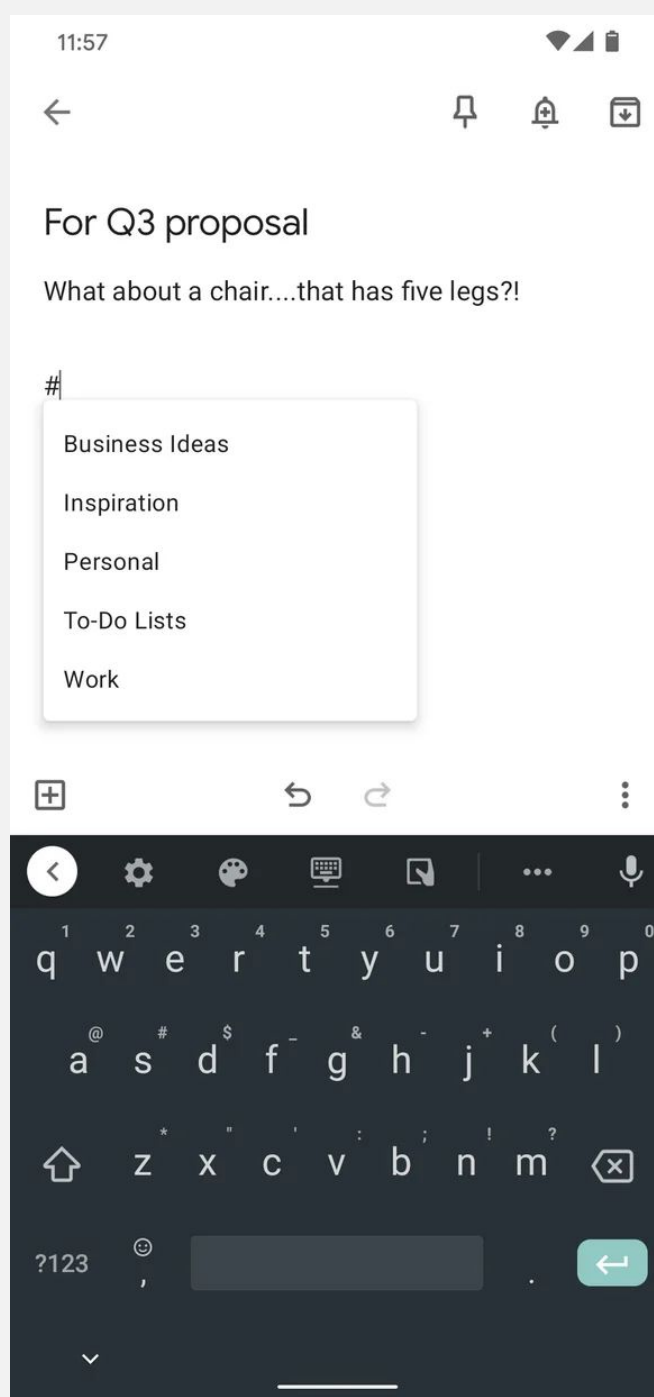 11:57
For Q3 proposal
What about a chair....that has five legs?!
#
Business Ideas
Inspiration
Personal
To-Do Lists
Work
1 2 3 4 5 6 7 8 9 0
q w e r t y u i o p
@ # $ _ & - + ( )
a s d f g h j k l
* " ' : ; ! ?
z x c v b n m
?123 , .